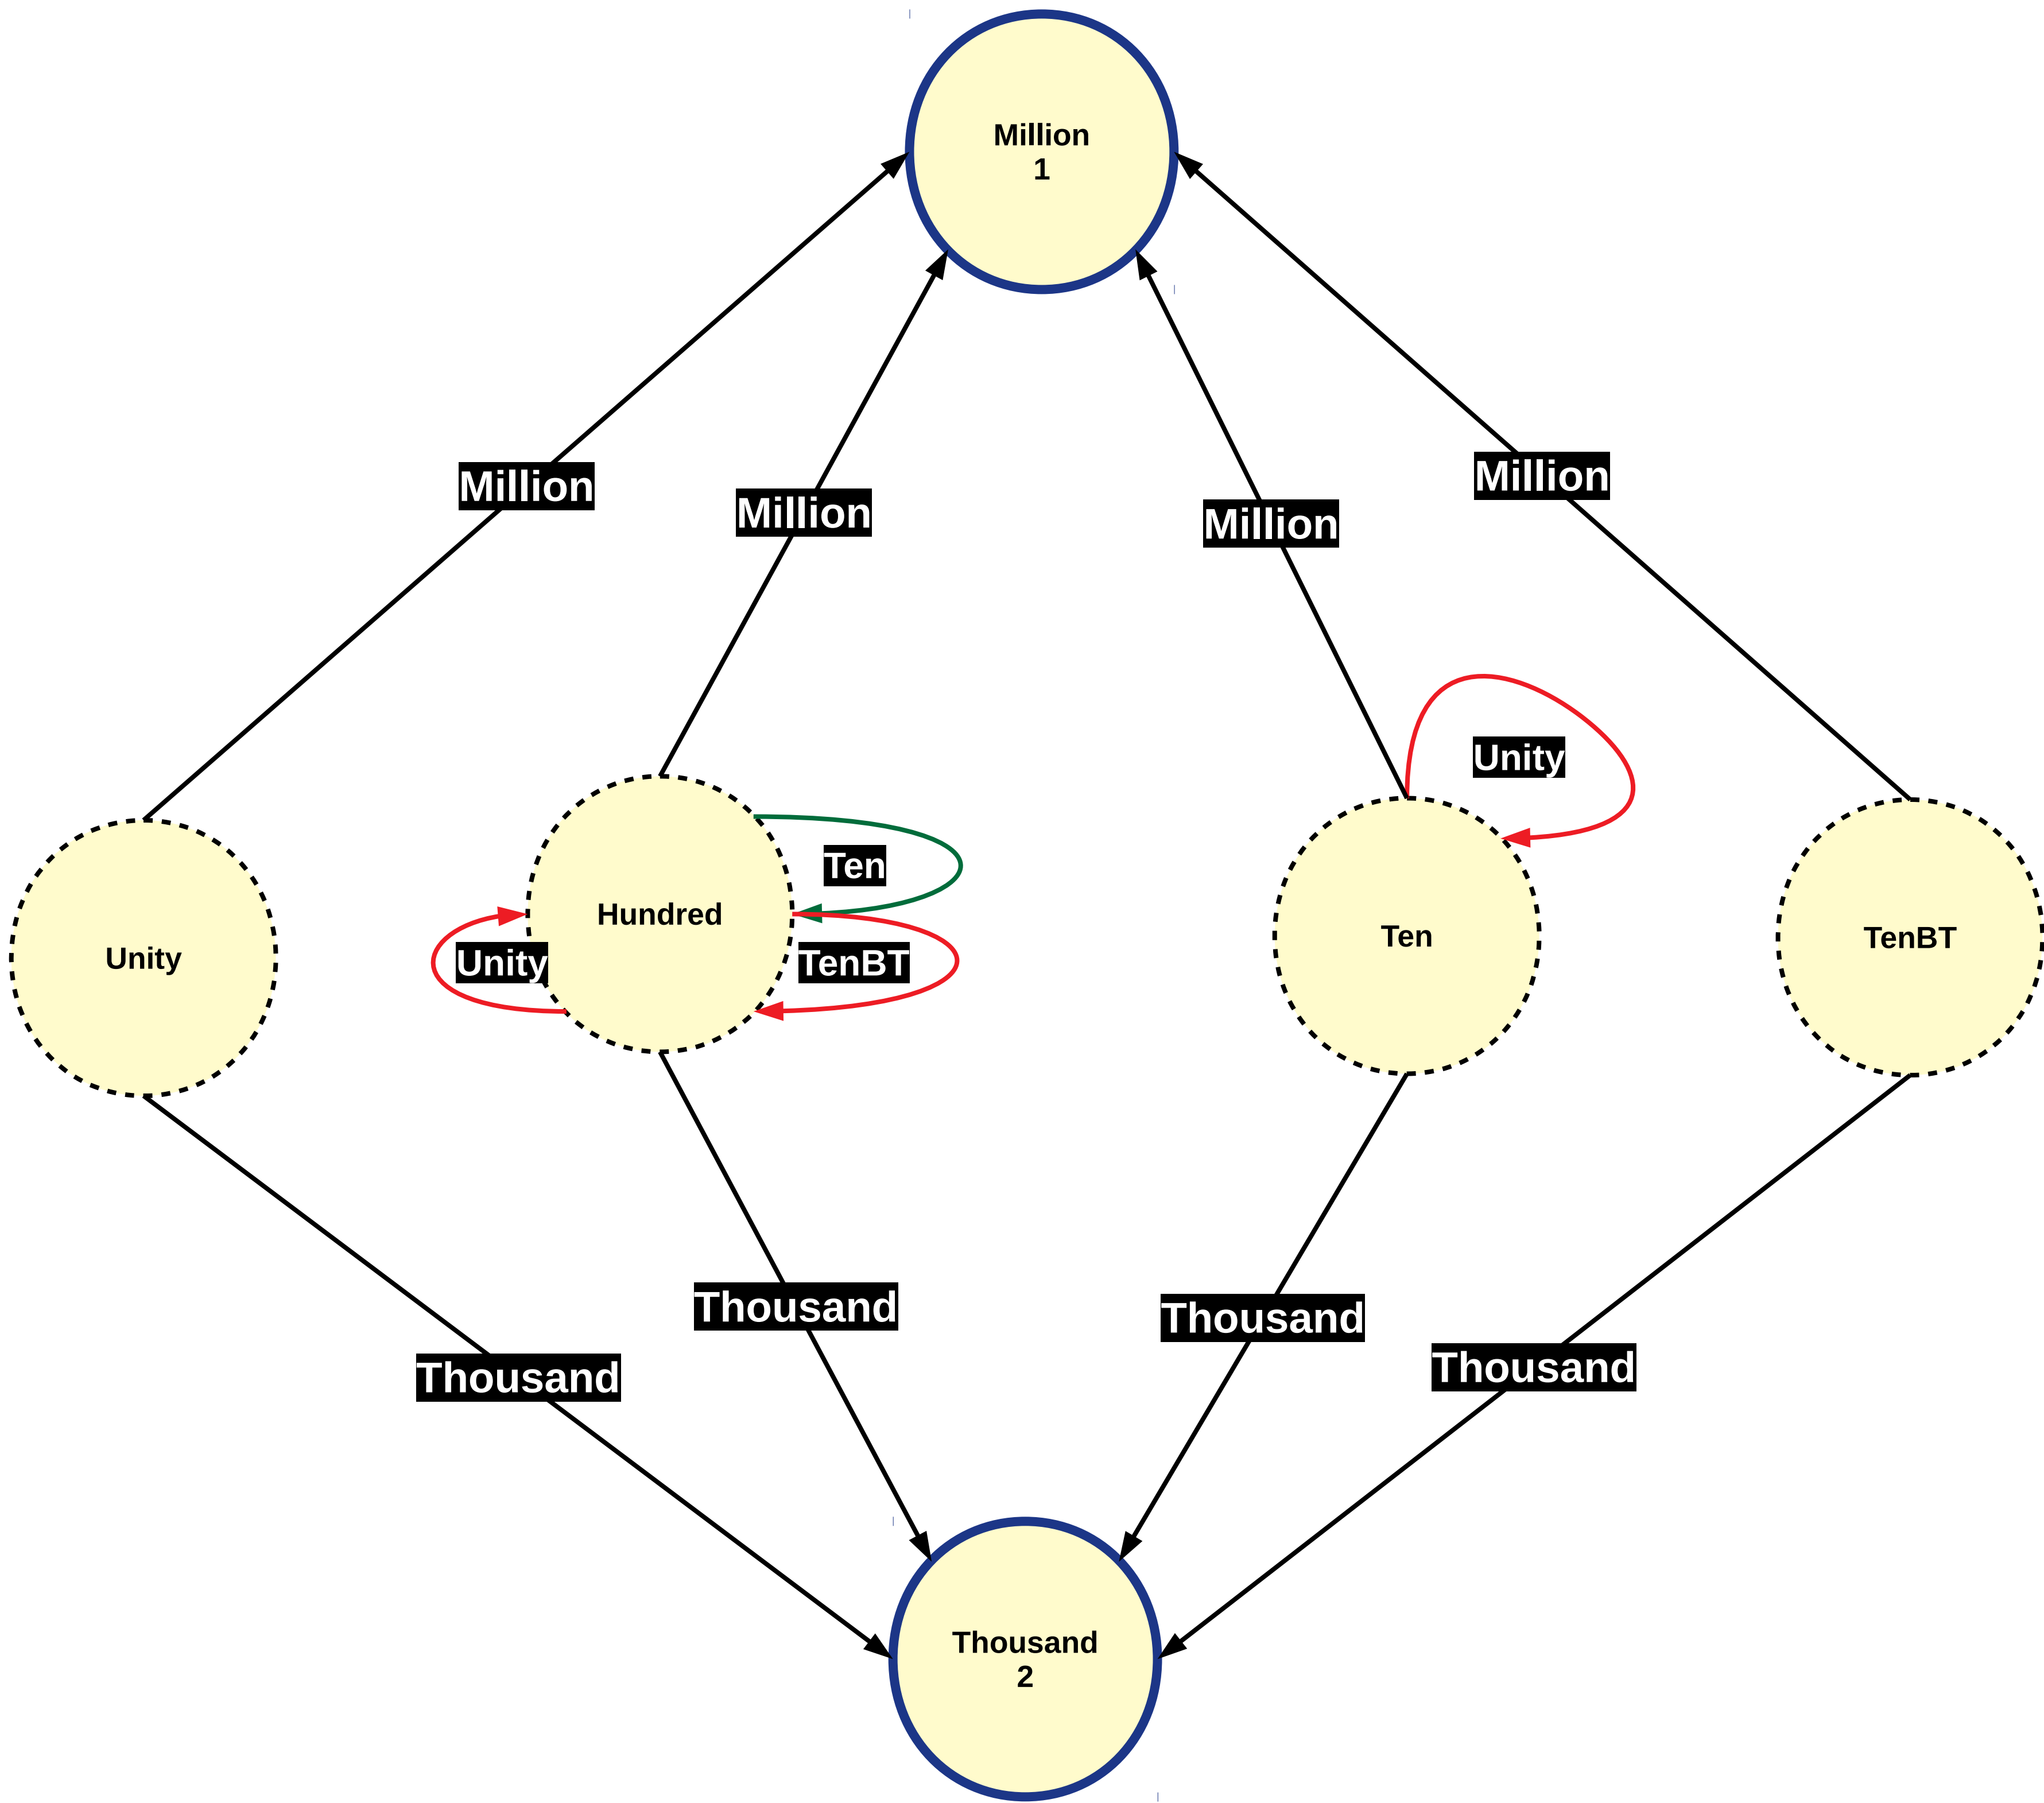 Million
1
Million
Million
Million
Million
Unity
Ten
Hundred
Unity
TenBT
Unity
Ten
TenBT
Thousand
Thousand
Thousand
Thousand
Thousand
2